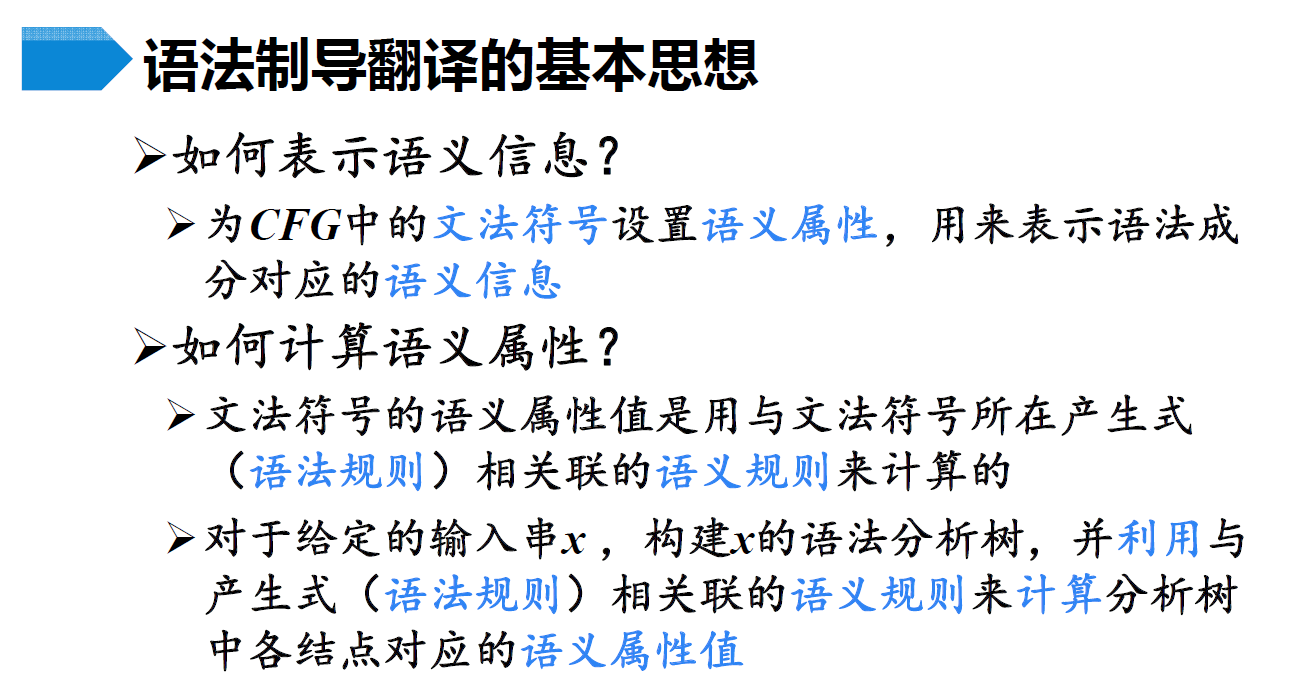 语法制导翻译的基本思想
如何表示语义信息？
为CFG中的文法符号设置语义属性，用来表示语法成
分对应的语义信息
如何计算语义属性？
文法符号的语义属性值是用与文法符号所在产生式
（语法规则）相关联的语义规则来计算的
对于给定的输入串x ，构建x的语法分析树，并利用与
产生式（语法规则）相关联的语义规则来计算分析树
中各结点对应的语义属性值